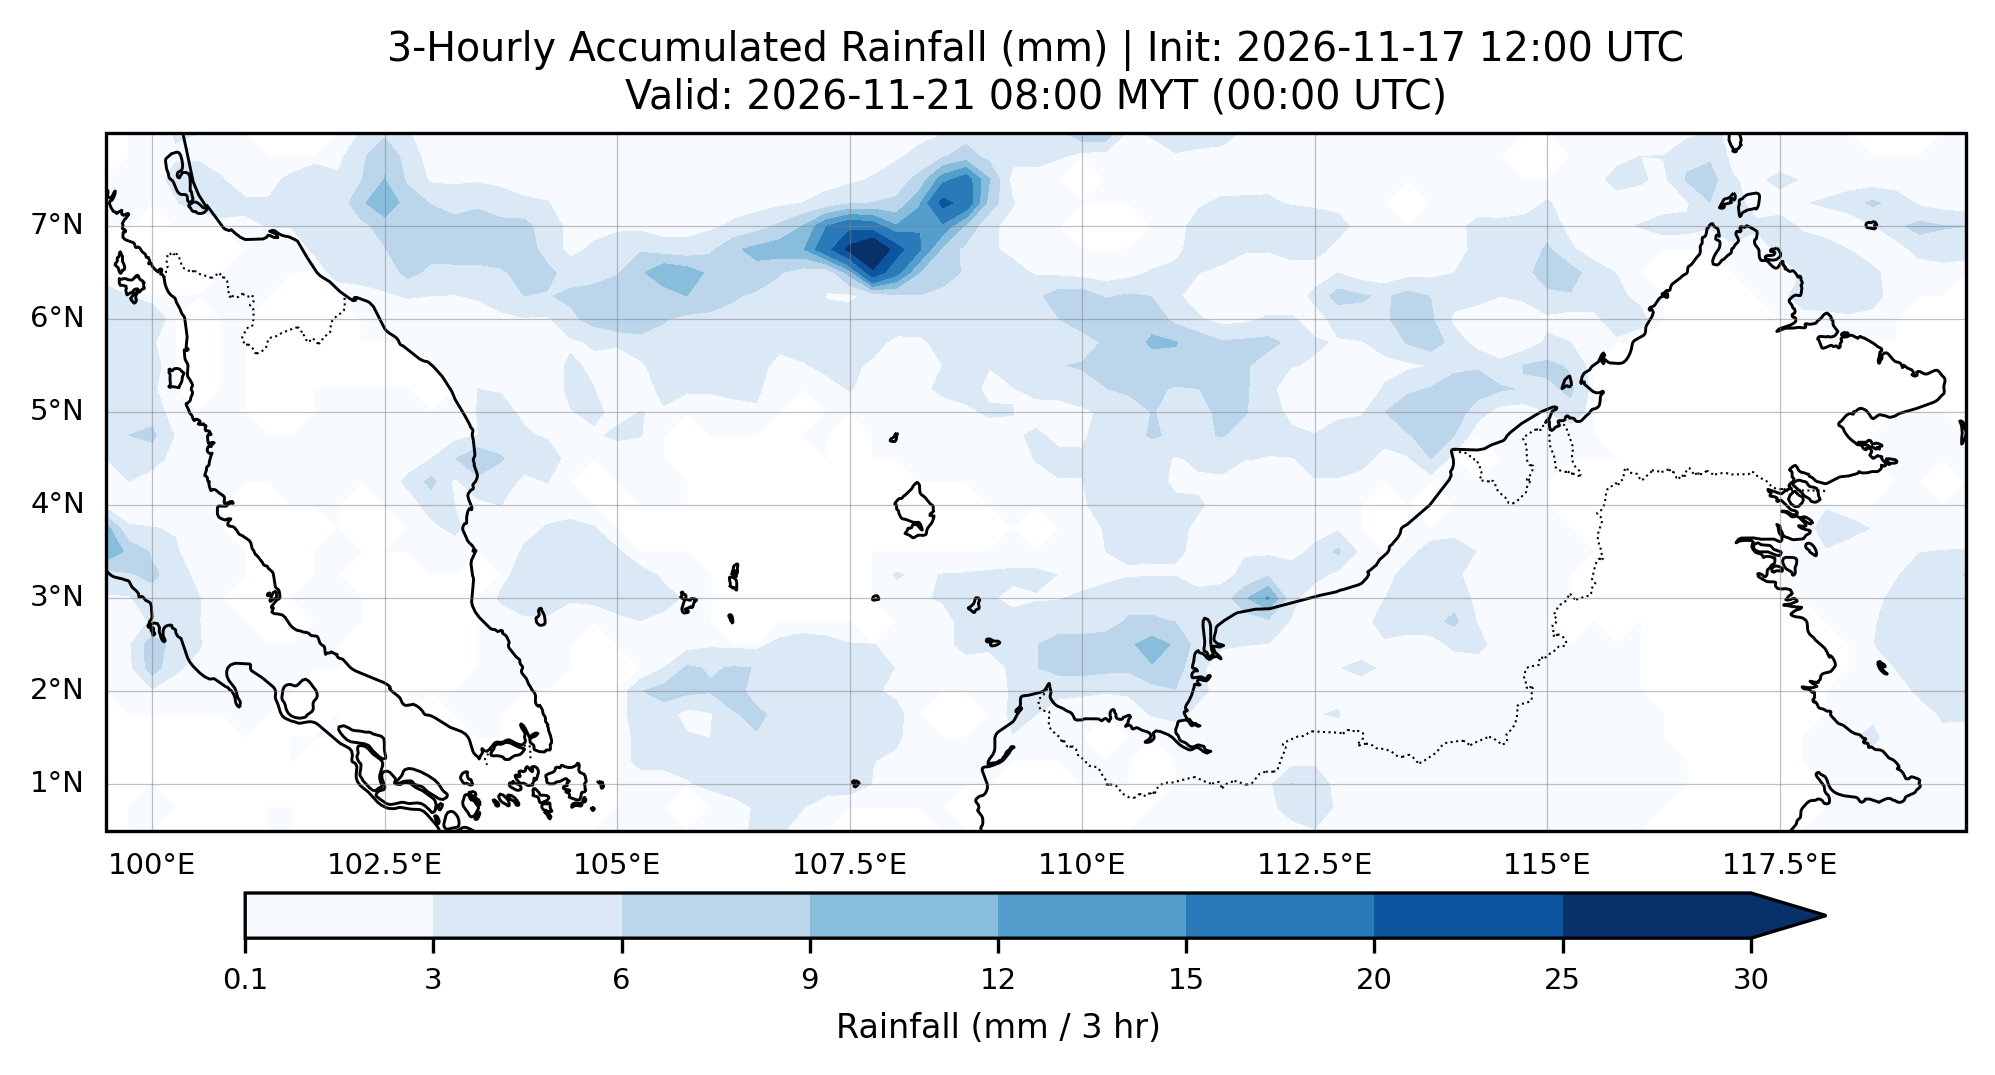 3-Hourly Accumulated Rainfall (mm) | Init: 2026-11-17 12:00 UTC
Valid: 2026-11-21 08:00 MYT (00:00 UTC)
7°N
6°N
5°N
4°N
3°N
2°N
1°N
100°E 102.5°E 105°E 107.5°E 110°E 112.5°E 115°E 117.5°E
0.1 3 6 9 12 15 20 25 30
Rainfall (mm / 3 hr)